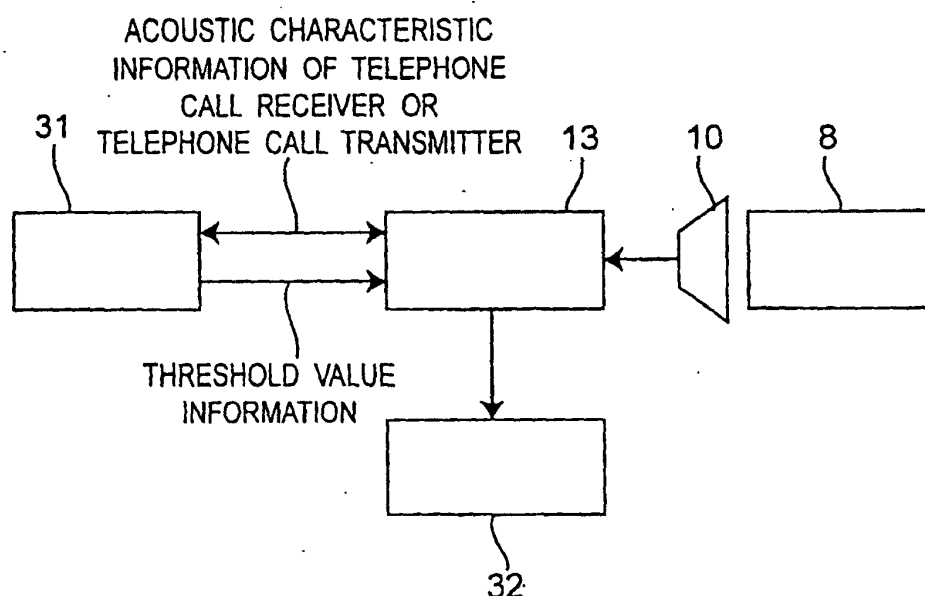 ACOUSTIC CHARACTERISTIC
INFORMATION OF TELEPHONE
CALL RECEIVER OR
TELEPHONE CALL TRANSMITTER
31
13
10
8
THRESHOLD VALUE
INFORMATION
32